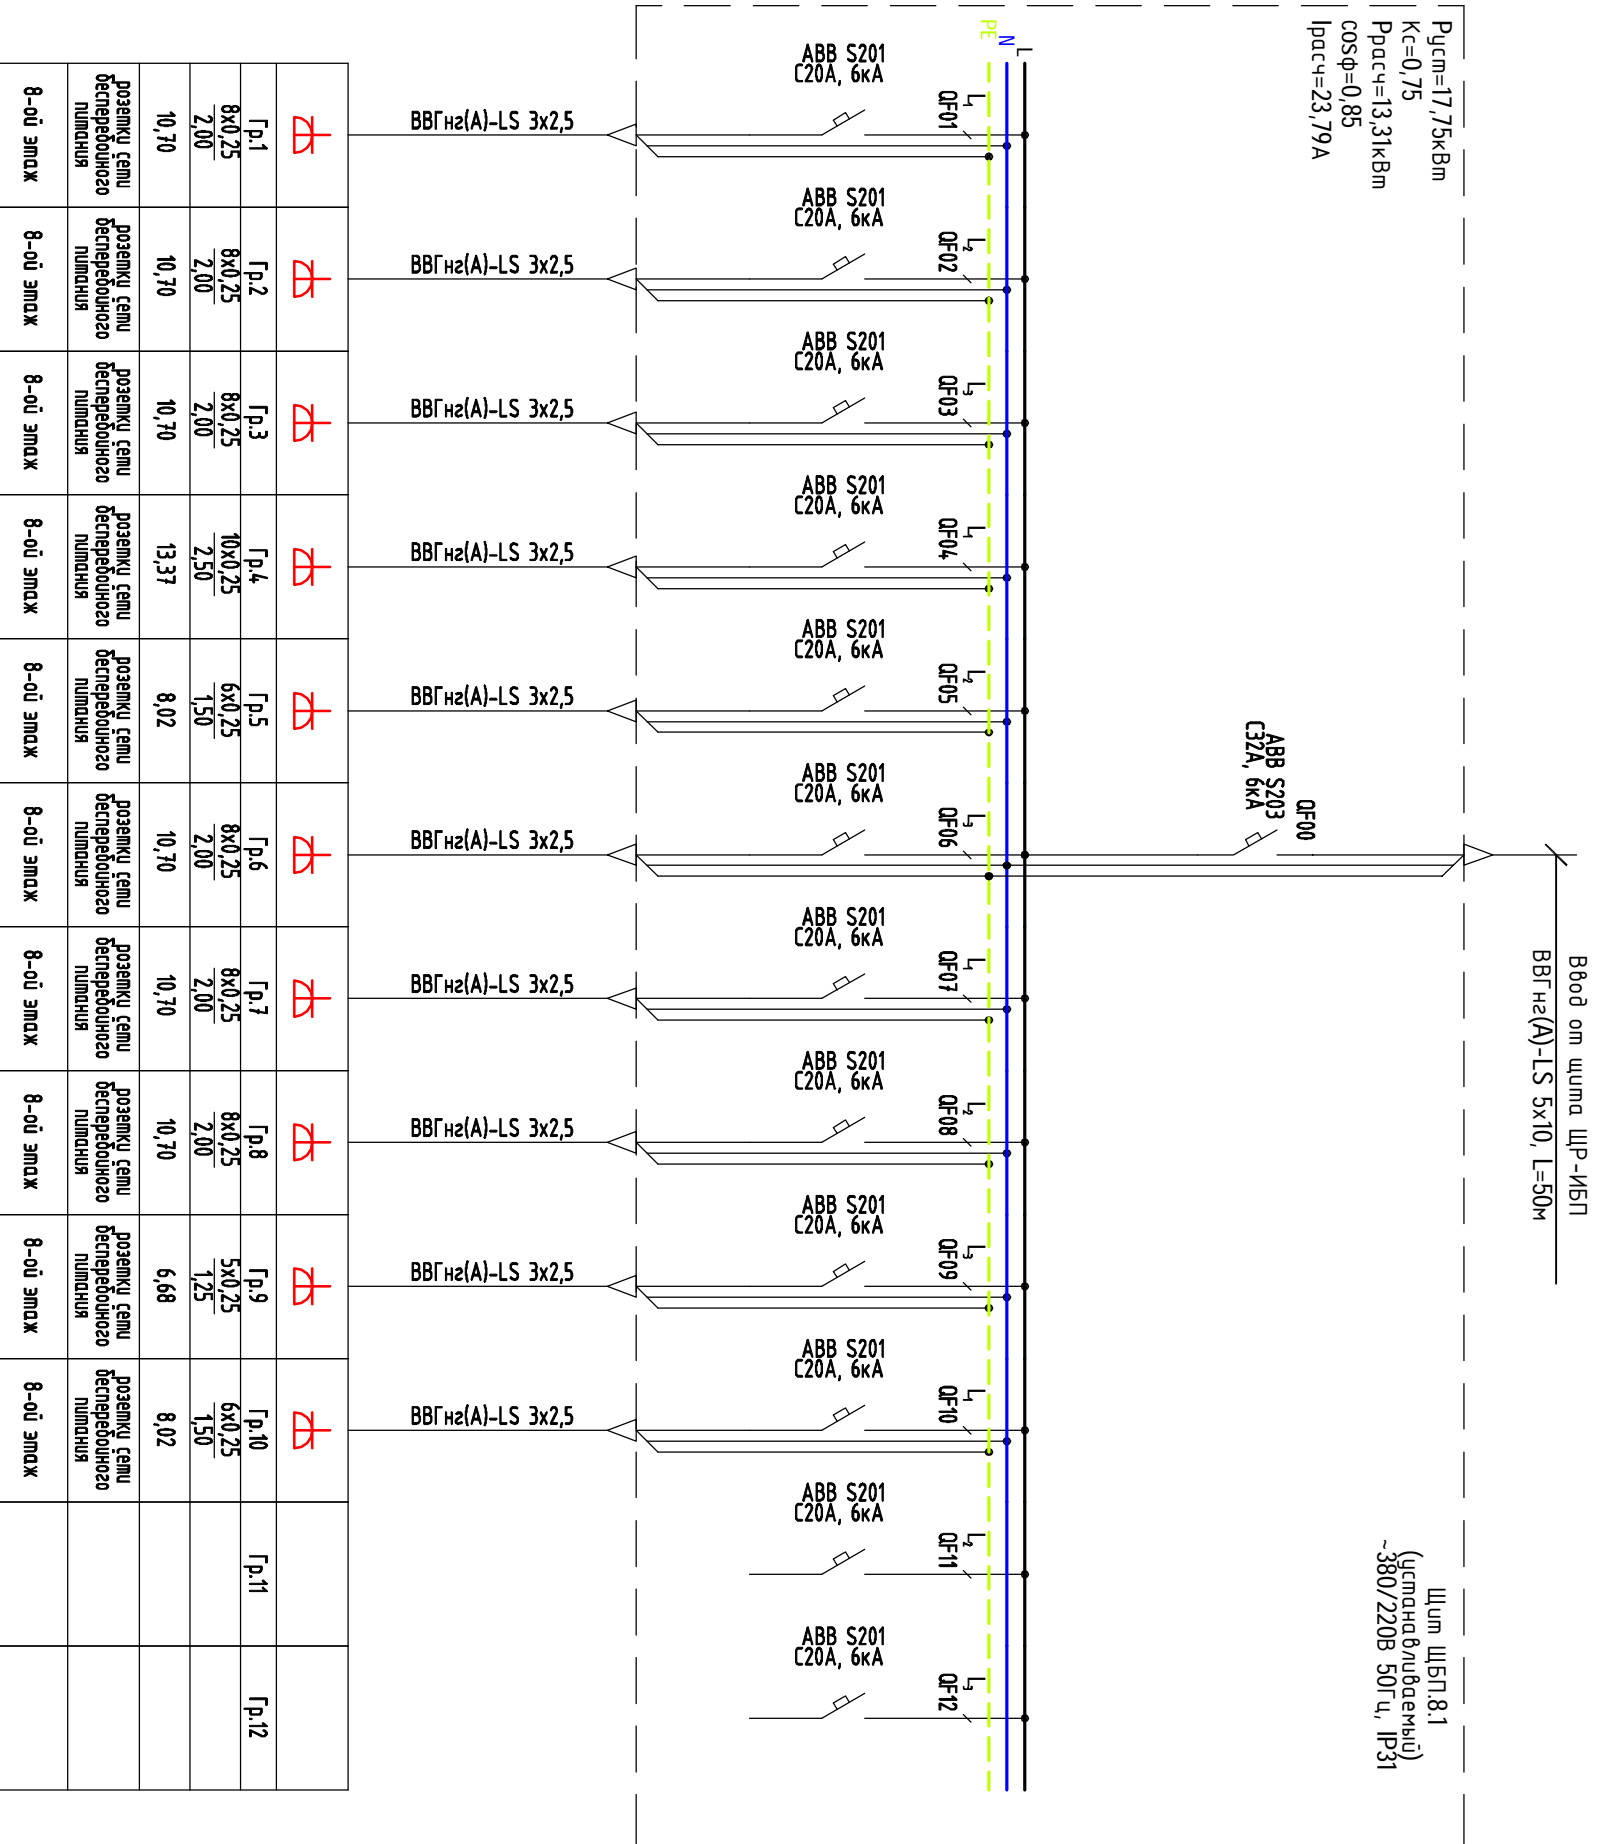 Pуст=17,75кВт
Kс=0,75
Pрасч=13,31кВт
cosф=0,85
Iрасч=23,79А
Ввод от щита ЩР-ИБП
ВВГнг(А)-LS 5х10, L=50м
Щит ЩБП.8.1
(устанавливаемый)
~380/220В 50Гц, IP31
QF00
ABB S203
C32A, 6кА
L
N
PE
L1
QF01
ABB S201
C20A, 6кА
L2
QF02
ABB S201
C20A, 6кА
L3
QF03
ABB S201
C20A, 6кА
L1
QF04
ABB S201
C20A, 6кА
L2
QF05
ABB S201
C20A, 6кА
L3
QF06
ABB S201
C20A, 6кА
L1
QF07
ABB S201
C20A, 6кА
L2
QF08
ABB S201
C20A, 6кА
L3
QF09
ABB S201
C20A, 6кА
L1
QF10
ABB S201
C20A, 6кА
L2
QF11
ABB S201
C20A, 6кА
L3
QF12
ABB S201
C20A, 6кА
ВВГнг(А)-LS 3х2,5
ВВГнг(А)-LS 3х2,5
ВВГнг(А)-LS 3х2,5
ВВГнг(А)-LS 3х2,5
ВВГнг(А)-LS 3х2,5
ВВГнг(А)-LS 3х2,5
ВВГнг(А)-LS 3х2,5
ВВГнг(А)-LS 3х2,5
ВВГнг(А)-LS 3х2,5
ВВГнг(А)-LS 3х2,5
Гр.1
8х0,25
2,00
10,70
розетки сети
бесперебойного
питания
8-ой этаж
Гр.2
8х0,25
2,00
10,70
розетки сети
бесперебойного
питания
8-ой этаж
Гр.3
8х0,25
2,00
10,70
розетки сети
бесперебойного
питания
8-ой этаж
Гр.4
10х0,25
2,50
13,37
розетки сети
бесперебойного
питания
8-ой этаж
Гр.5
6х0,25
1,50
8,02
розетки сети
бесперебойного
питания
8-ой этаж
Гр.6
8х0,25
2,00
10,70
розетки сети
бесперебойного
питания
8-ой этаж
Гр.7
8х0,25
2,00
10,70
розетки сети
бесперебойного
питания
8-ой этаж
Гр.8
8х0,25
2,00
10,70
розетки сети
бесперебойного
питания
8-ой этаж
Гр.9
5х0,25
1,25
6,68
розетки сети
бесперебойного
питания
8-ой этаж
Гр.10
6х0,25
1,50
8,02
розетки сети
бесперебойного
питания
8-ой этаж
Гр.11
Гр.12